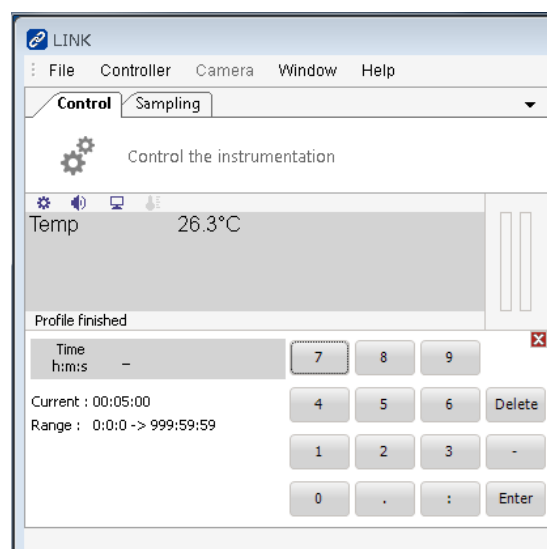 LINK
File Controller Camera Window Help
Control Sampling
Control the instrumentation
Temp 26.3°C
Profile finished
Time
h:m:s –
7 8 9
Current : 00:05:00
4 5 6 Delete
Range : 0:0:0 -> 999:59:59
1 2 3 -
0 . : Enter